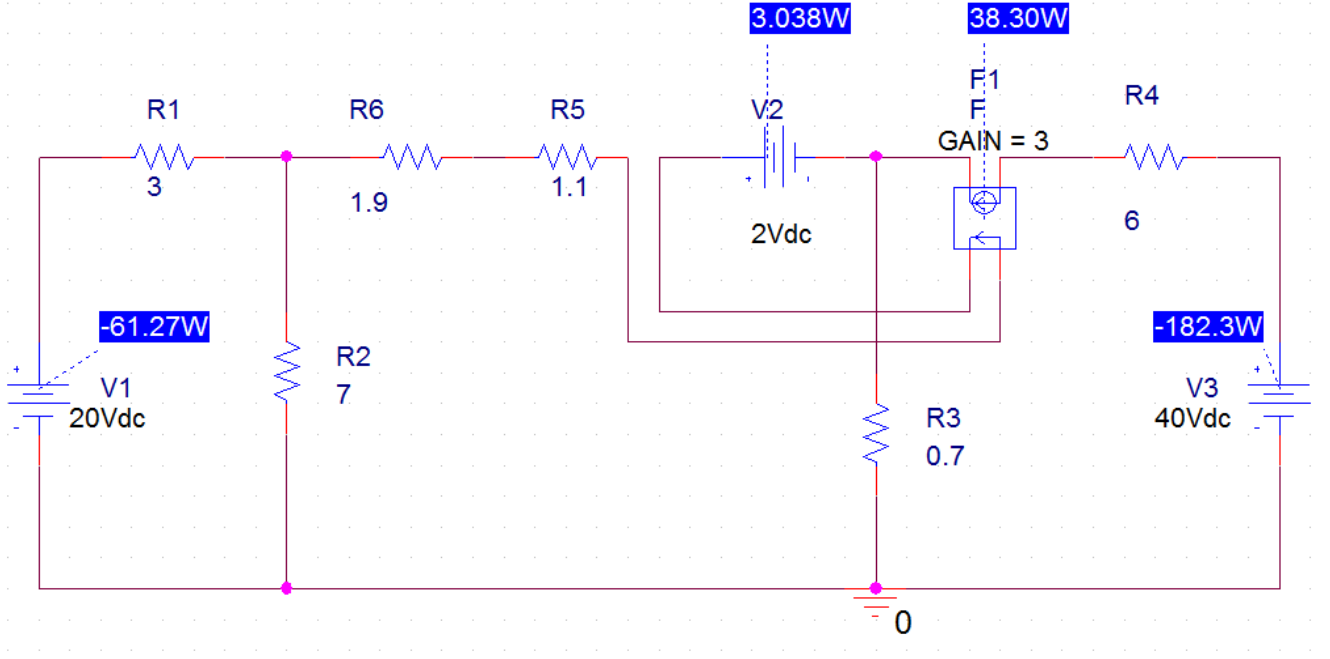 3.038W
38.30W
F1
R4
R1
R6
R5
V2
F
GAIN = 3
3
1.9
1.1
+
-
2Vdc
6
-61.27W
-182.3W
R2
7
+
V1
20Vdc
-
+
V3
40Vdc
-
R3
0.7
0